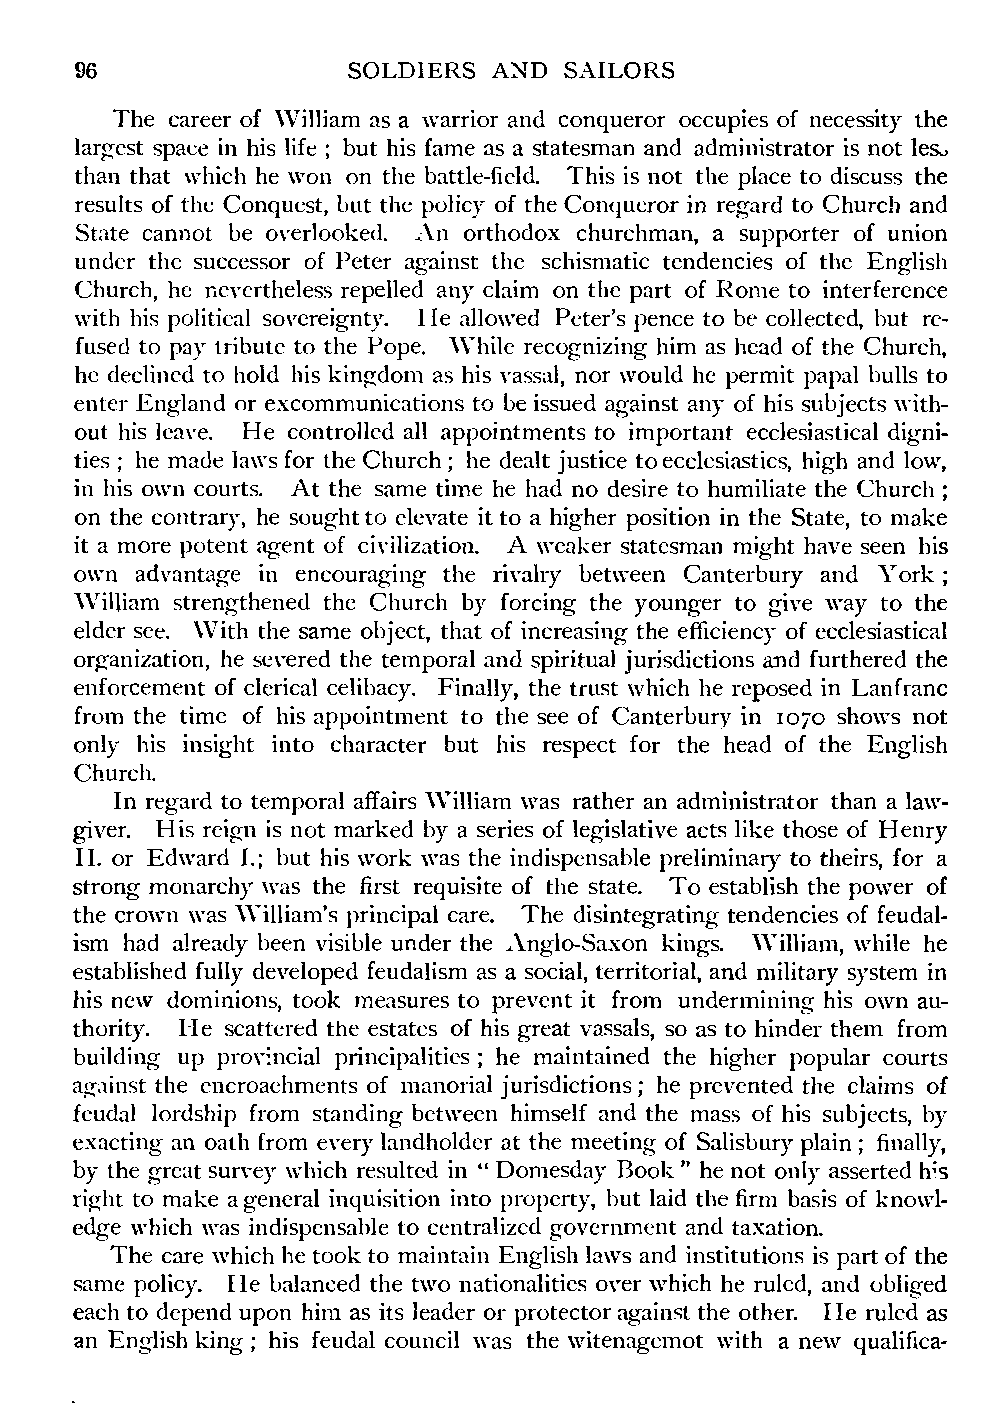 96 SOLDIERS AND SAILORS
The career of William as a warrior and conqueror occupies of necessity the
largest space in his life ; but his fame as a statesman and administrator is not less
than that which he won on the battle-field. This is not the place to discuss the
results of the Conquest, but the policy of the Conqueror in regard to Church and
State cannot be overlooked. An orthodox churchman, a supporter of union
under the successor of Peter against the schismatic tendencies of the English
Church, he nevertheless repelled any claim on the part of Rome to interference
with his political sovereignty. He allowed Peter's pence to be collected, but re-
fused to pay tribute to the Pope. While recognizing him as head of the Church,
he declined to hold his kingdom as his vassal, nor would he permit papal bulls to
enter England or excommunications to be issued against any of his subjects with-
out his leave. He controlled all appointments to important ecclesiastical digni-
ties ; he made laws for the Church ; he dealt justice to ecclesiastics, high and low,
in his own courts. At the same time he had no desire to humiliate the Church ;
on the contrary, he sought to elevate it to a higher position in the State, to make
it a more potent agent of civilization. A weaker statesman might have seen his
own advantage in encouraging the rivalry between Canterbury and York ;
William strengthened the Church by forcing the younger to give way to the
elder see. With the same object, that of increasing the efficiency of ecclesiastical
organization, he severed the temporal and spiritual jurisdictions and furthered the
enforcement of clerical celibacy. Finally, the trust which he reposed in Lanfranc
from the time of his appointment to the see of Canterbury in 1070 shows not
only his insight into character but his respect for the head of the English
Church.
In regard to temporal affairs William was rather an administrator than a law-
giver. His reign is not marked by a series of legislative acts like those of Henry
II. or Edward I.; but his work was the indispensable preliminary to theirs, for a
strong monarchy was the first requisite of the state. To establish the power of
the crown was William's principal care. The disintegrating tendencies of feudal-
ism had already been visible under the Anglo-Saxon kings. William, while he
established fully developed feudalism as a social, territorial, and military system in
his new dominions, took measures to prevent it from undermining his own au-
thority. He scattered the estates of his great vassals, so as to hinder them from
building up provincial principalities ; he maintained the higher popular courts
against the encroachments of manorial jurisdictions ; he prevented the claims of
feudal lordship from standing between himself and the mass of his subjects, by
exacting an oath from every landholder at the meeting of Salisbury plain ; finally,
by the great survey which resulted in " Domesday Book " he not only asserted his
right to make a general inquisition into property, but laid the firm basis of knowl-
edge which was indispensable to centralized government and taxation.
The care which he took to maintain English laws and institutions is part of the
same policy. He balanced the two nationalities over which he ruled, and obliged
each to depend upon him as its leader or protector against the other. He ruled as
an English king ; his feudal council was the witenagemot with a new qualifica-